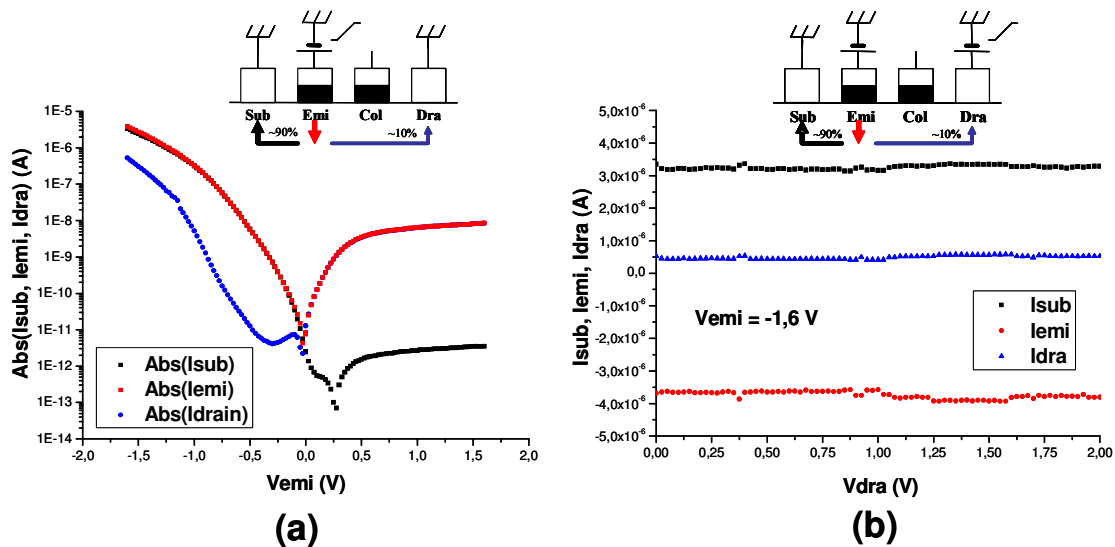 Sub Emi Col Dra
~90% ~10%
Abs(Isub, Iemi, Idra) (A)
1E-5
1E-6
1E-7
1E-8
1E-9
1E-10
1E-11
1E-12
1E-13
1E-14
Abs(Isub)
Abs(Iemi)
Abs(Idrain)
-2,0 -1,5 -1,0 -0,5 0,0 0,5 1,0 1,5 2,0
Vemi (V)
(a)
Sub Emi Col Dra
~90% ~10%
Isub, Iemi, Idra (A)
5,0x10⁻⁶
4,0x10⁻⁶
3,0x10⁻⁶
2,0x10⁻⁶
1,0x10⁻⁶
0,0
-1,0x10⁻⁶
-2,0x10⁻⁶
-3,0x10⁻⁶
-4,0x10⁻⁶
-5,0x10⁻⁶
Vemi = -1,6 V
Isub
Iemi
Idra
0,00 0,25 0,50 0,75 1,00 1,25 1,50 1,75 2,00
Vdra (V)
(b)